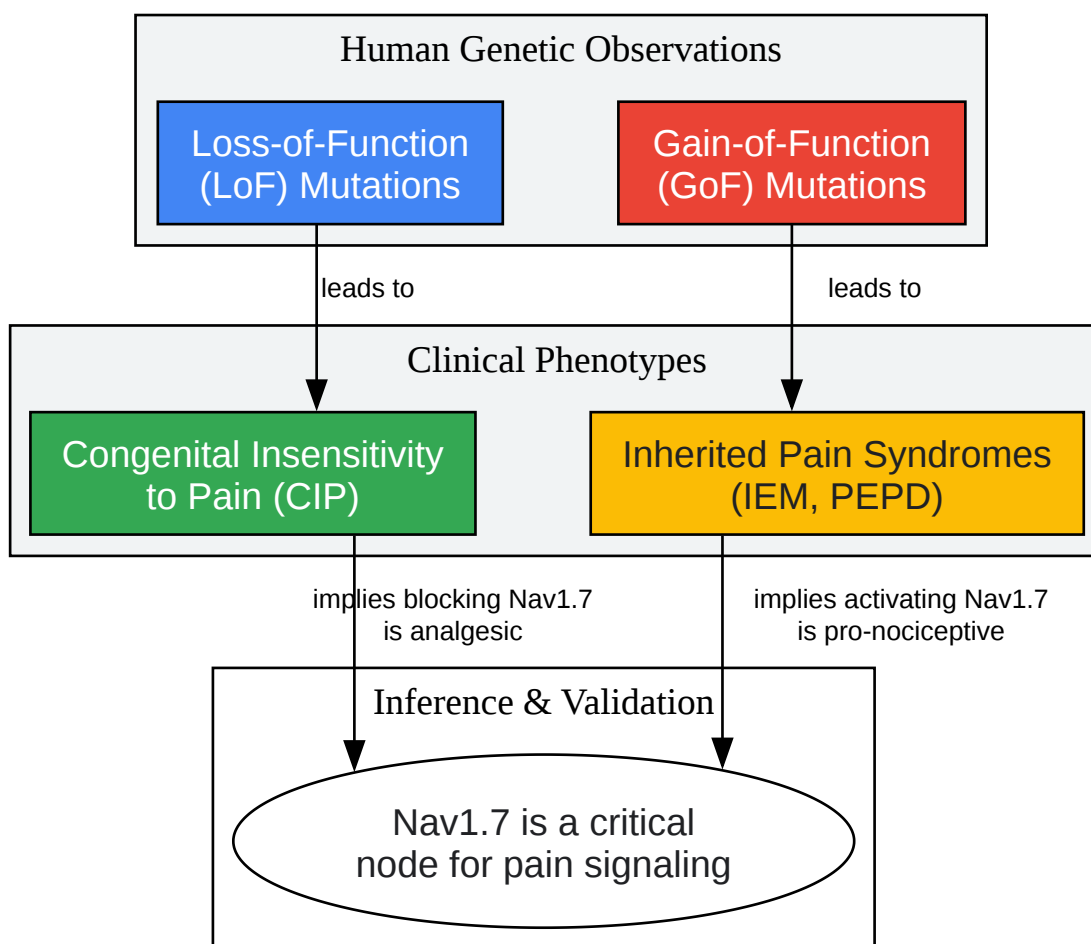 Human Genetic Observations
Loss-of-Function
(LoF) Mutations
Gain-of-Function
(GoF) Mutations
leads to
leads to
Clinical Phenotypes
Congenital Insensitivity
to Pain (CIP)
Inherited Pain Syndromes
(IEM, PEPD)
implies blocking Nav1.7
is analgesic
implies activating Nav1.7
is pro-nociceptive
Inference & Validation
Nav1.7 is a critical
node for pain signaling